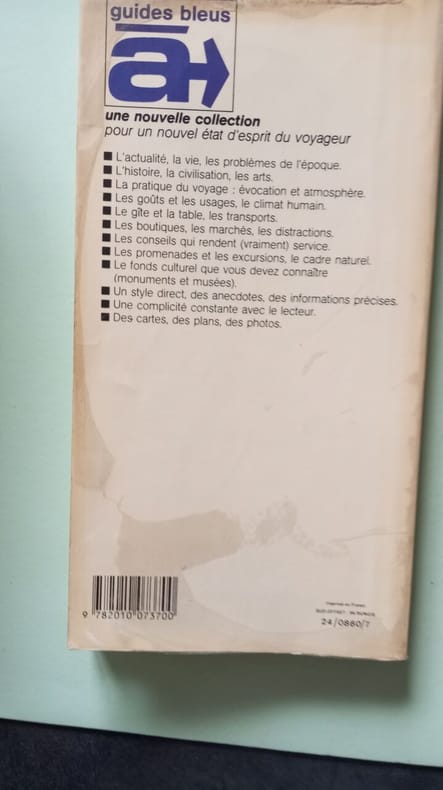 guides bleus
à
une nouvelle collection
pour un nouvel état d'esprit du voyageur
■ L'actualité, la vie, les problèmes de l'époque.
■ L'histoire, la civilisation, les arts.
■ La pratique du voyage : évocation et atmosphère.
■ Les goûts et les usages, le climat humain.
■ Le gîte et la table, les transports.
■ Les boutiques, les marchés, les distractions.
■ Les conseils qui rendent (vraiment) service.
■ Les promenades et les excursions, le cadre naturel.
■ Le fonds culturel que vous devez connaître
(monuments et musées).
■ Un style direct, des anecdotes, des informations précises.
■ Une complicité constante avec le lecteur.
■ Des cartes, des plans, des photos.
9 782010 073700
Imprimé en France
24/0860/7